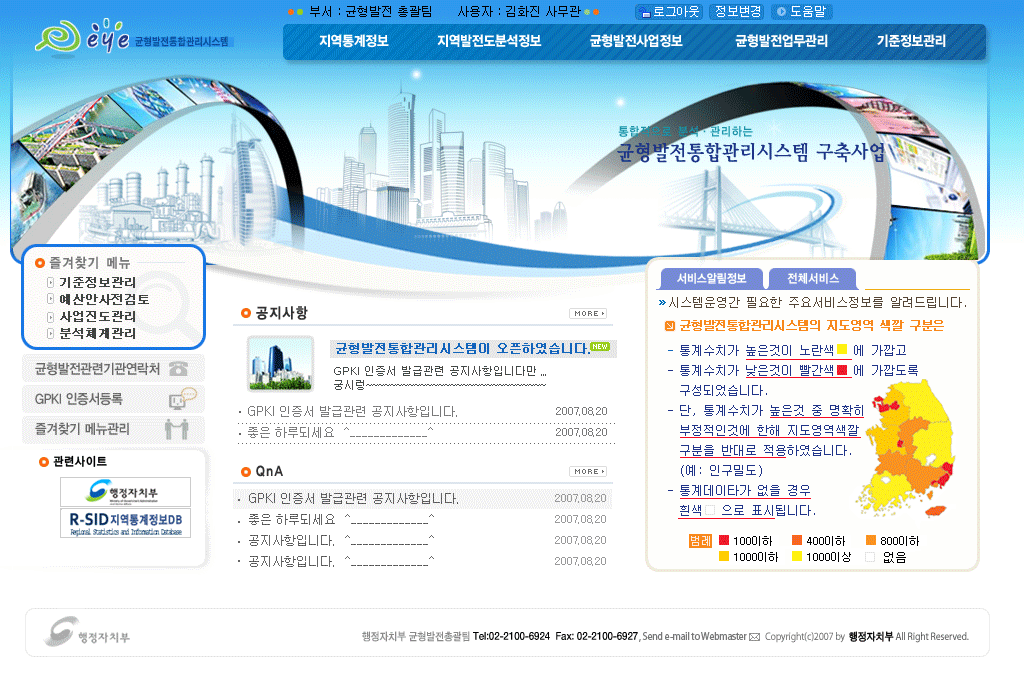 부서 : 균형발전 총괄팀 사용자 : 김화진 사무관 로그아웃 정보변경 도움말
eye 균형발전통합관리시스템
지역통계정보 지역발전도분석정보 균형발전사업정보 균형발전업무관리 기준정보관리
통합적으로 분석·관리하는
균형발전통합관리시스템 구축사업
즐겨찾기 메뉴
기준정보관리
예산안사전검토
사업진도관리
분석체계관리
균형발전관련기관연락처
GPKI 인증서등록
즐겨찾기 메뉴관리
관련사이트
행정자치부
R-SID 지역통계정보DB
Regional Statistics and Information Database
공지사항 MORE
균형발전통합관리시스템이 오픈하였습니다. NEW
GPKI 인증서 발급관련 공지사항입니다만 ...
궁시렁~~~~~~~~~~~~~~~~~~~~~~~~~~~~~~
· GPKI 인증서 발급관련 공지사항입니다. 2007.08.20
· 좋은 하루되세요 ^_____________^ 2007.08.20
QnA MORE
· GPKI 인증서 발급관련 공지사항입니다. 2007.08.20
· 좋은 하루되세요 ^_____________^ 2007.08.20
· 공지사항입니다. ^_____________^ 2007.08.20
· 공지사항입니다. ^_____________^ 2007.08.20
서비스알림정보 전체서비스
» 시스템운영간 필요한 주요서비스정보를 알려드립니다.
균형발전통합관리시스템의 지도영역 색깔 구분은
- 통계수치가 높은것이 노란색 에 가깝고
- 통계수치가 낮은것이 빨간색 에 가깝도록
구성되었습니다.
- 단, 통계수치가 높은것 중 명확히
부정적인것에 한해 지도영역색깔
구분을 반대로 적용하였습니다.
(예: 인구밀도)
- 통계데이타가 없을 경우
흰색 으로 표시됩니다.
범례 100이하 400이하 800이하
1000이하 1000이상 없음
행정자치부
행정자치부 균형발전총괄팀 Tel:02-2100-6924 Fax: 02-2100-6927, Send e-mail to Webmaster Copyright(c)2007 by 행정자치부 All Right Reserved.